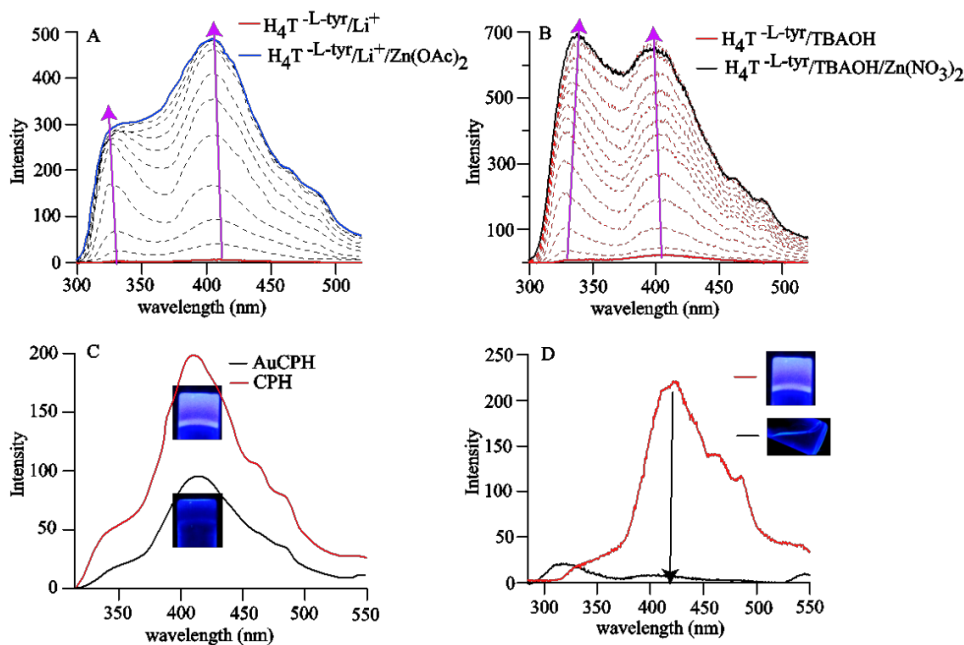 A
H₄T⁻ᴸ⁻ᵗʸʳ/Li⁺
H₄T⁻ᴸ⁻ᵗʸʳ/Li⁺/Zn(OAc)₂
500
400
300
200
100
0
Intensity
300 350 400 450 500
wavelength (nm)
B
H₄T⁻ᴸ⁻ᵗʸʳ/TBAOH
H₄T⁻ᴸ⁻ᵗʸʳ/TBAOH/Zn(NO₃)₂
700
500
300
100
Intensity
300 350 400 450 500
wavelength (nm)
C
AuCPH
CPH
200
150
100
50
0
Intensity
350 400 450 500 550
wavelength (nm)
D
250
200
150
100
50
0
Intensity
300 350 400 450 500 550
wavelength (nm)